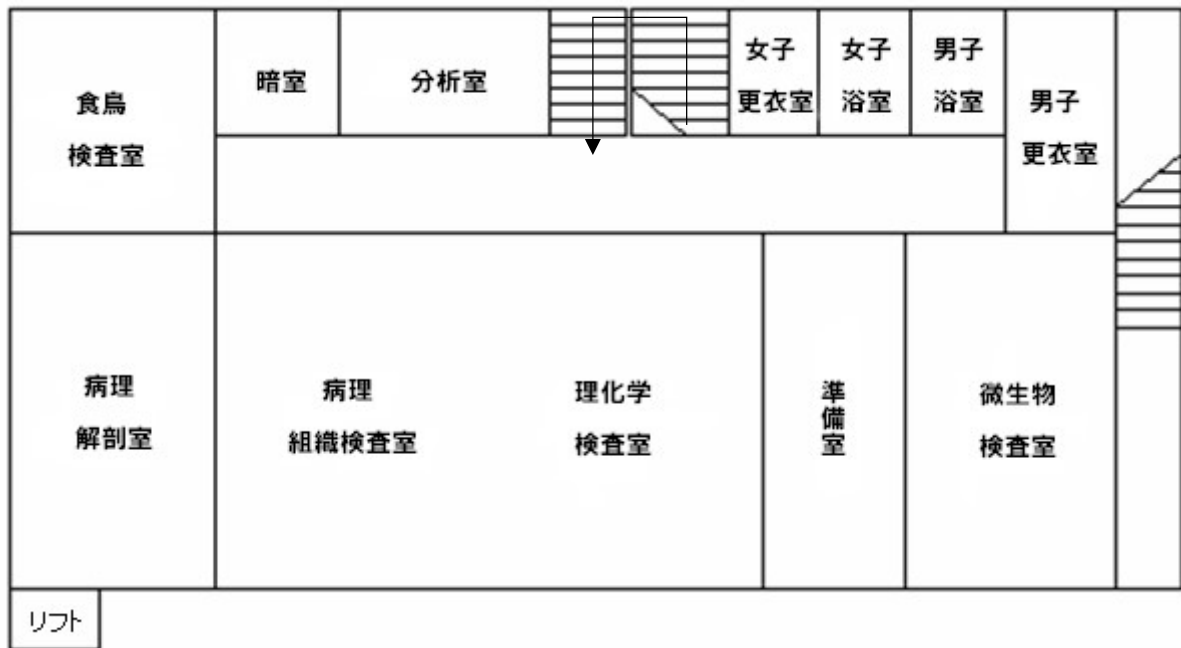 食鳥
検査室
暗室
分析室
女子
更衣室
女子
浴室
男子
浴室
男子
更衣室
病理
解剖室
病理
組織検査室
理化学
検査室
準備室
微生物
検査室
リフト